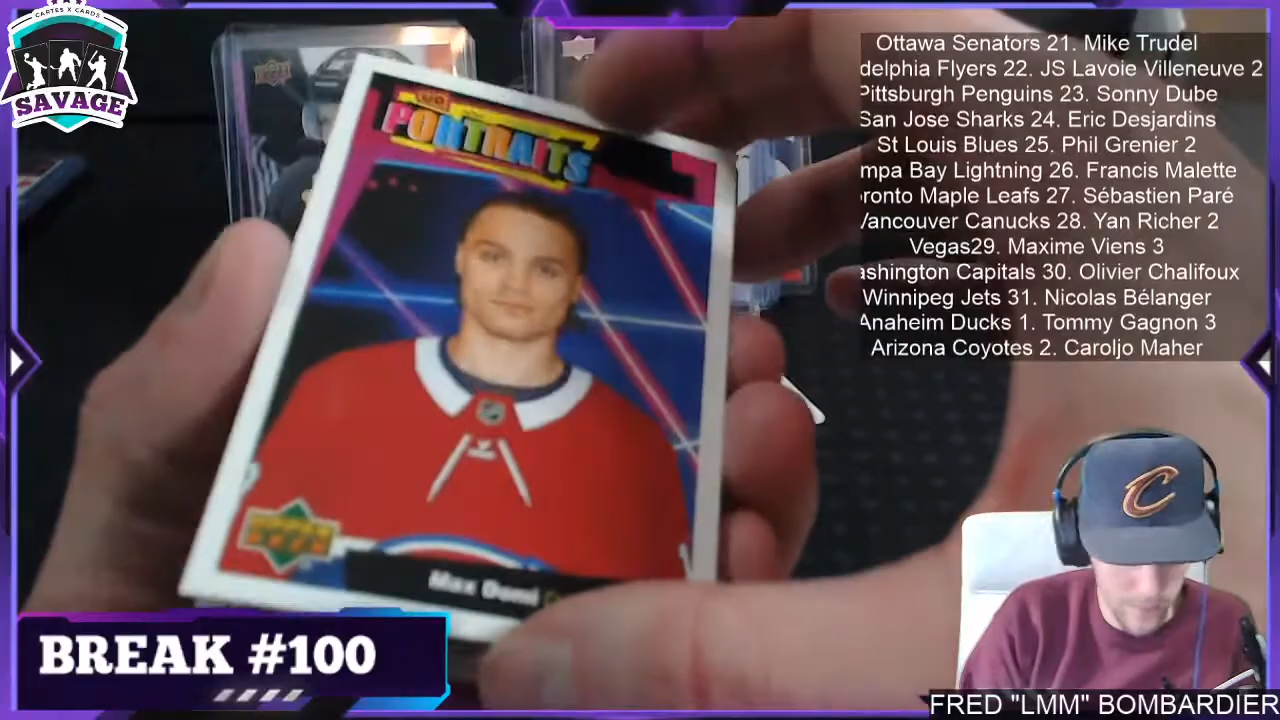 CARTES X CARDS
SAVAGE
Ottawa Senators 21. Mike Trudel
delphia Flyers 22. JS Lavoie Villeneuve 2
Pittsburgh Penguins 23. Sonny Dube
San Jose Sharks 24. Eric Desjardins
St Louis Blues 25. Phil Grenier 2
mpa Bay Lightning 26. Francis Malette
ronto Maple Leafs 27. Sébastien Paré
Vancouver Canucks 28. Yan Richer 2
Vegas29. Maxime Viens 3
ashington Capitals 30. Olivier Chalifoux
Winnipeg Jets 31. Nicolas Bélanger
Anaheim Ducks 1. Tommy Gagnon 3
Arizona Coyotes 2. Caroljo Maher
UD
PORTRAITS
UPPER DECK
Max Domi
BREAK #100
FRED "LMM" BOMBARDIER